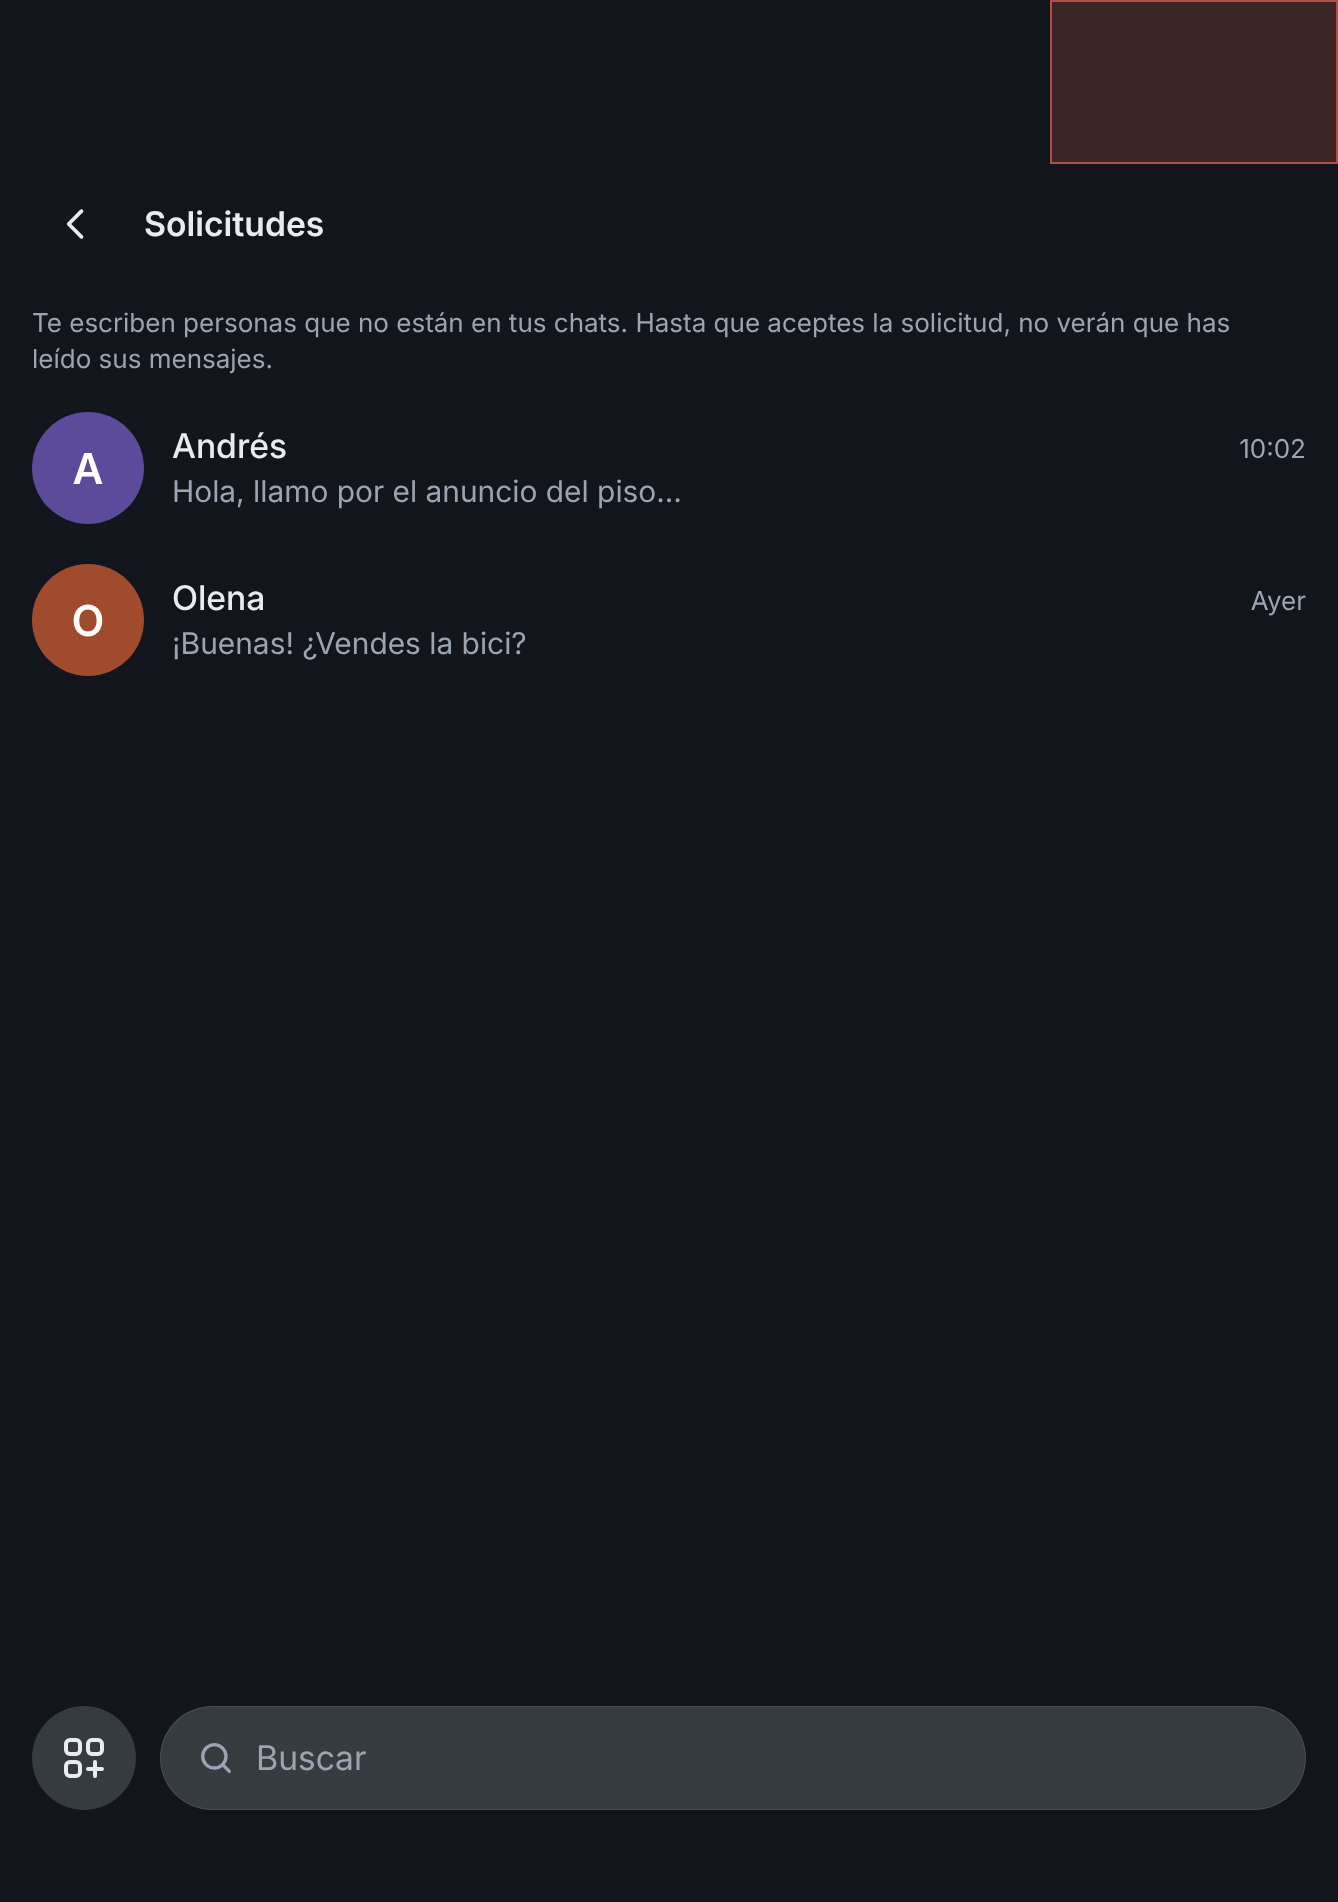 Solicitudes
Te escriben personas que no están en tus chats. Hasta que aceptes la solicitud, no verán que has
leído sus mensajes.
A
Andrés
10:02
Hola, llamo por el anuncio del piso...
O
Olena
Ayer
¡Buenas! ¿Vendes la bici?
Buscar